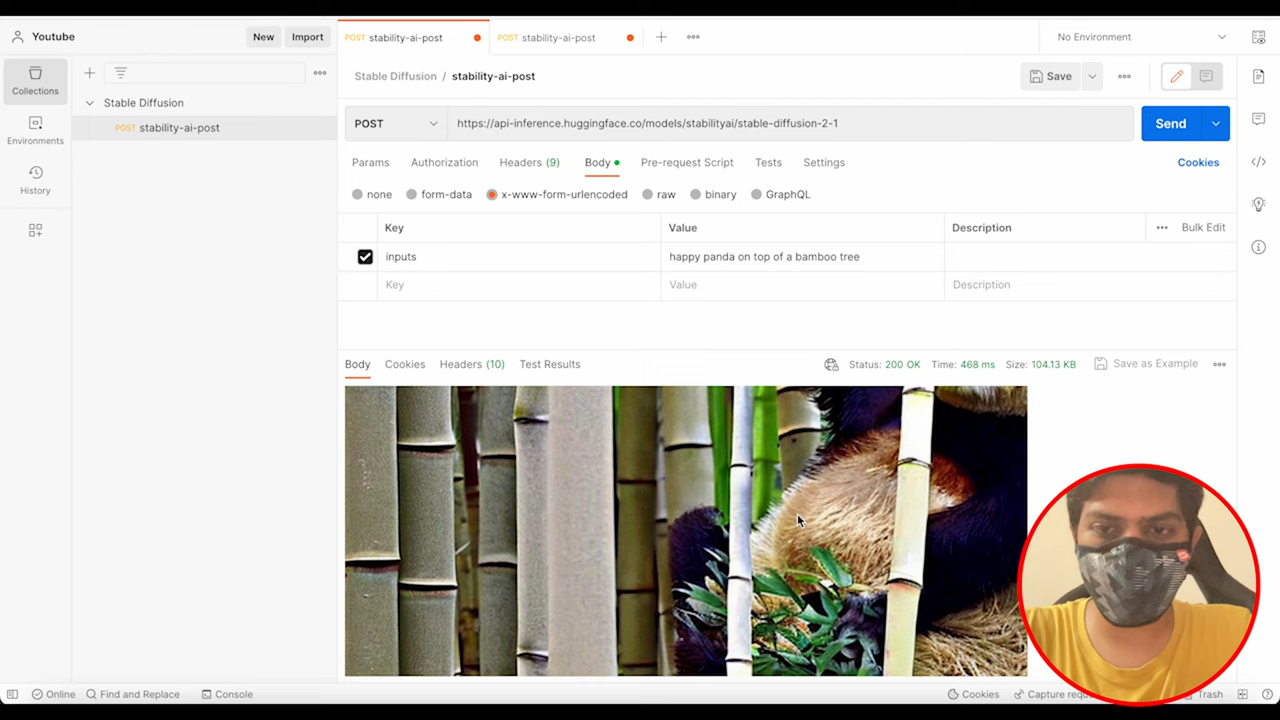 Youtube
New
Import
POST stability-ai-post
POST stability-ai-post
No Environment
Collections
Environments
History
Stable Diffusion
POST stability-ai-post
Stable Diffusion / stability-ai-post
Save
POST
https://api-inference.huggingface.co/models/stabilityai/stable-diffusion-2-1
Send
Params Authorization Headers (9) Body Pre-request Script Tests Settings
Cookies
none form-data x-www-form-urlencoded raw binary GraphQL
Key Value Description
Bulk Edit
inputs happy panda on top of a bamboo tree
Key Value Description
Body Cookies Headers (10) Test Results
Status: 200 OK Time: 468 ms Size: 104.13 KB
Save as Example
Online Find and Replace Console
Cookies Capture Trash